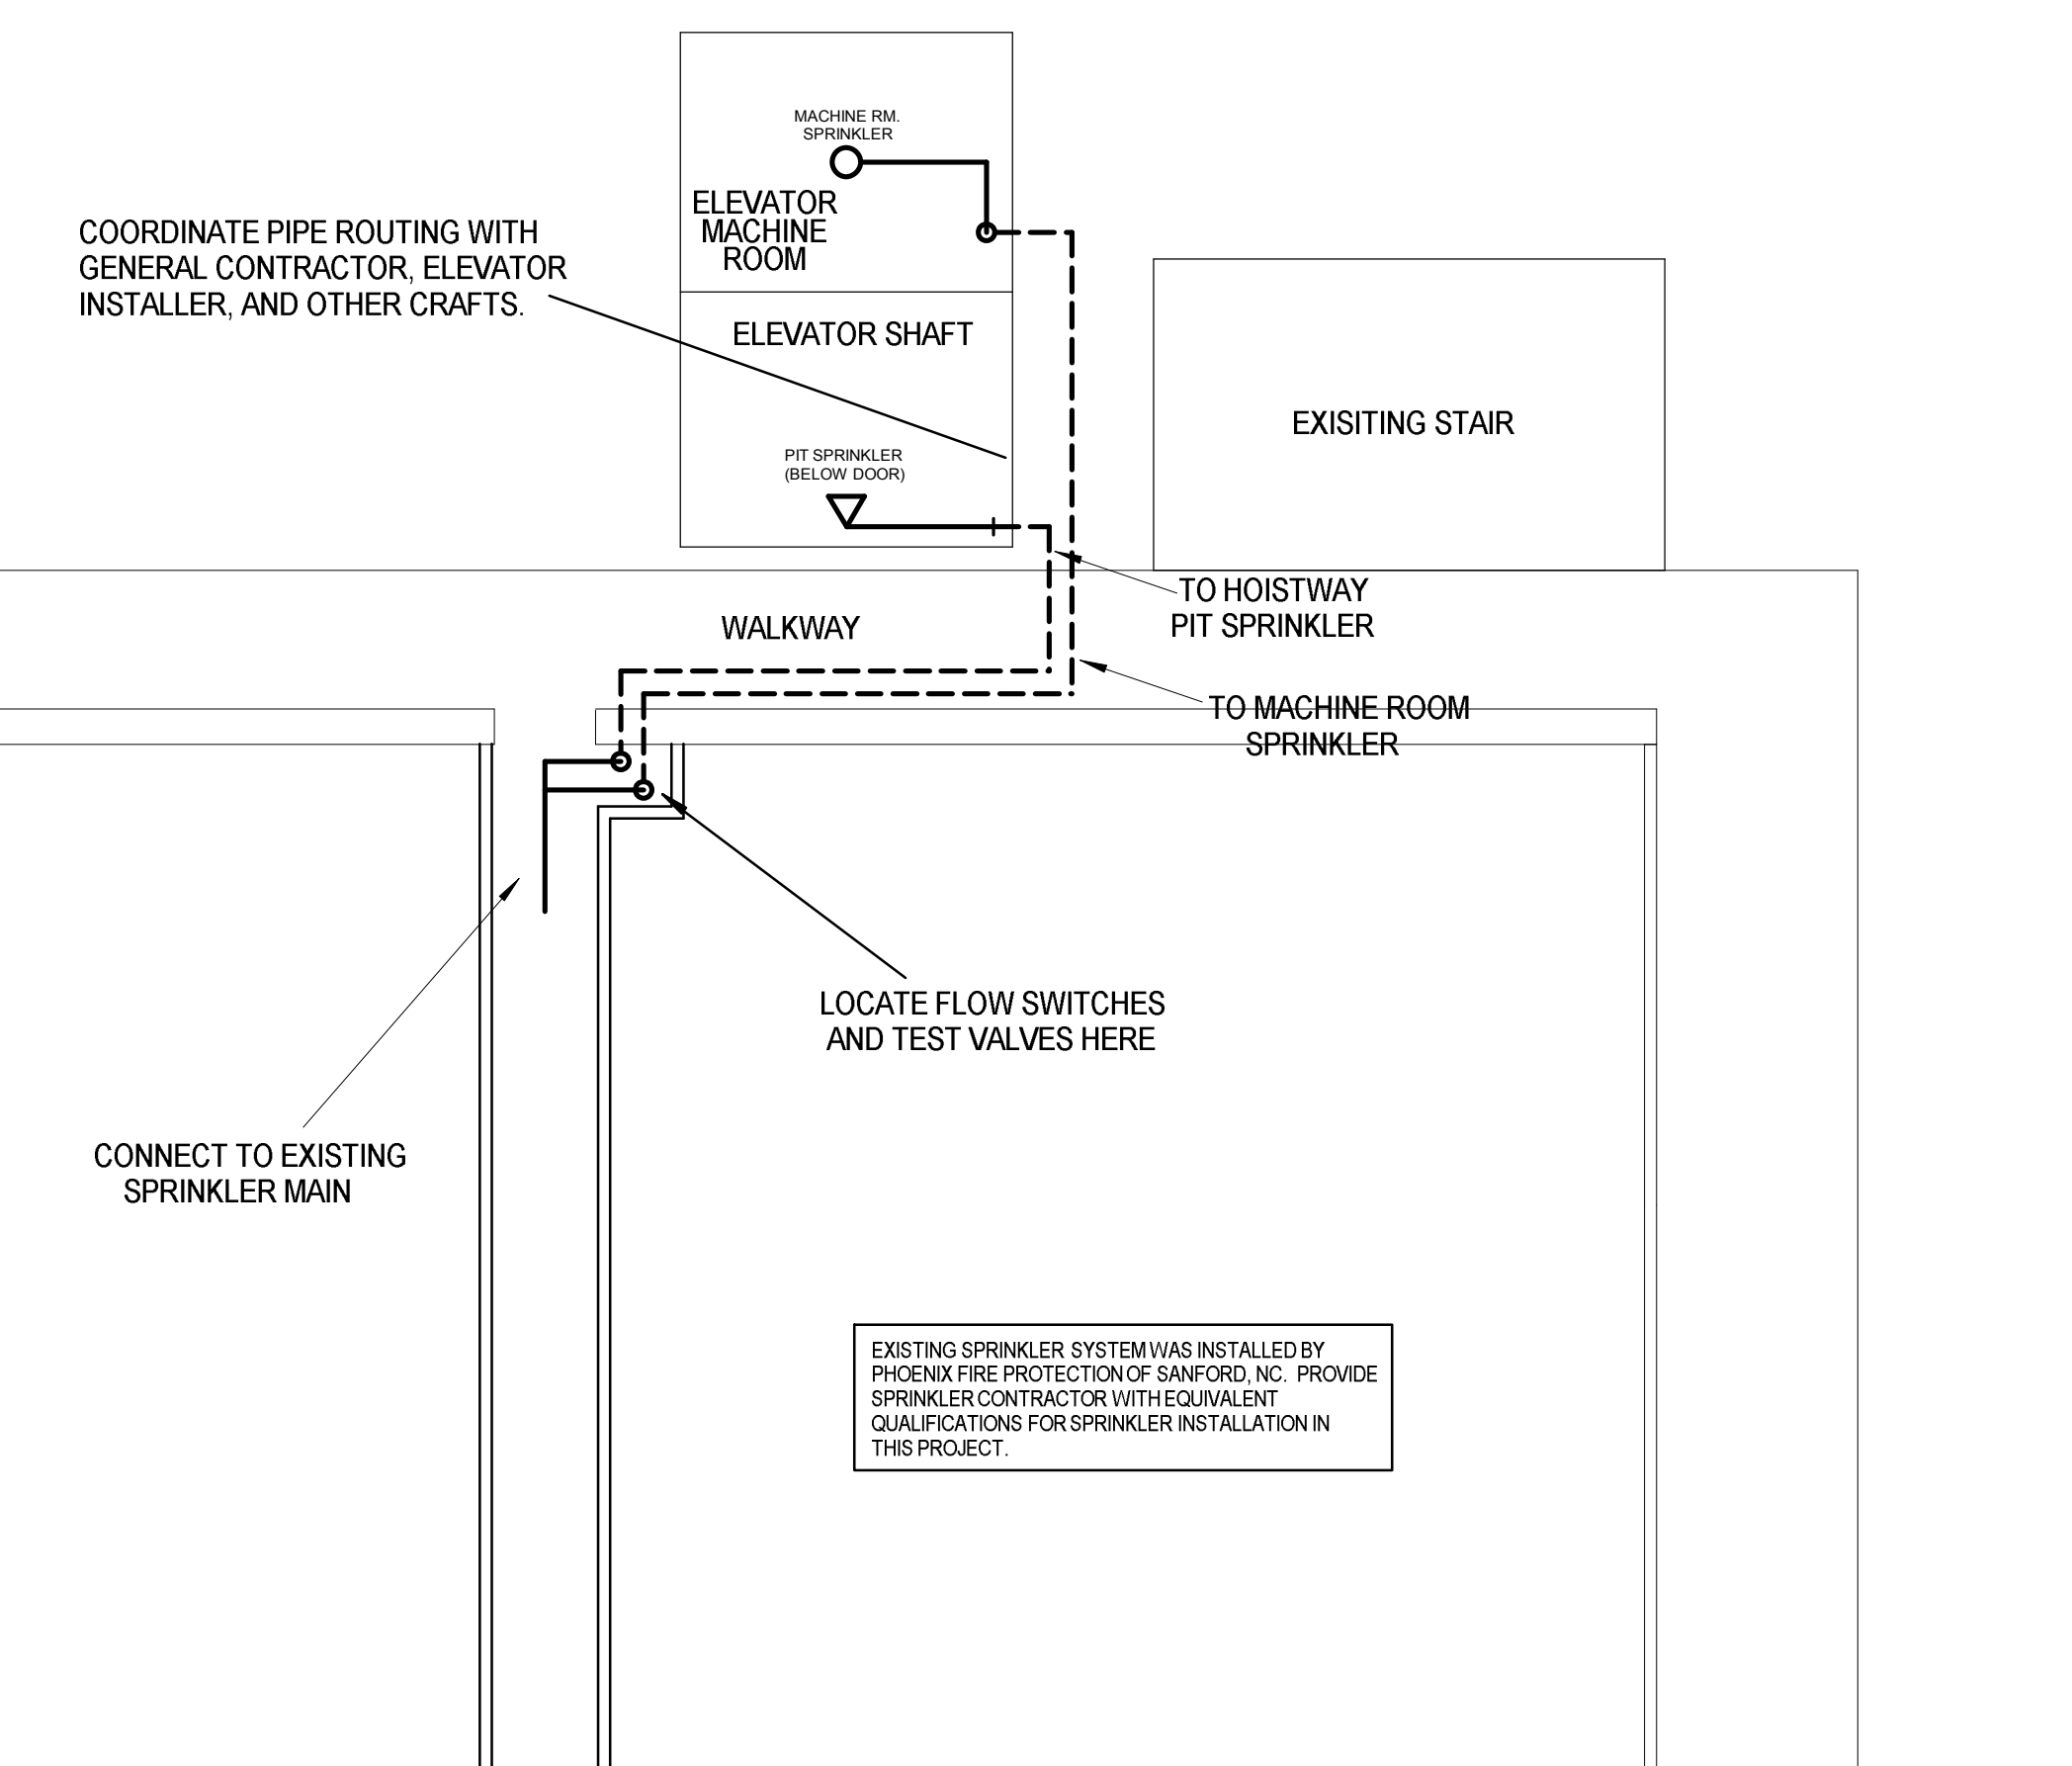 MACHINE RM.
SPRINKLER
ELEVATOR
MACHINE
ROOM
COORDINATE PIPE ROUTING WITH
GENERAL CONTRACTOR, ELEVATOR
INSTALLER, AND OTHER CRAFTS.
ELEVATOR SHAFT
EXISITING STAIR
PIT SPRINKLER
(BELOW DOOR)
TO HOISTWAY
PIT SPRINKLER
WALKWAY
TO MACHINE ROOM
SPRINKLER
LOCATE FLOW SWITCHES
AND TEST VALVES HERE
CONNECT TO EXISTING
SPRINKLER MAIN
EXISTING SPRINKLER SYSTEM WAS INSTALLED BY
PHOENIX FIRE PROTECTION OF SANFORD, NC. PROVIDE
SPRINKLER CONTRACTOR WITH EQUIVALENT
QUALIFICATIONS FOR SPRINKLER INSTALLATION IN
THIS PROJECT.